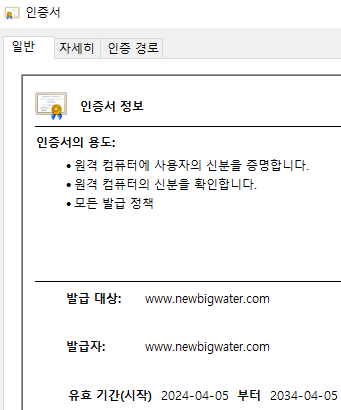 인증서
일반 자세히 인증 경로
인증서 정보
인증서의 용도:
• 원격 컴퓨터에 사용자의 신분을 증명합니다.
• 원격 컴퓨터의 신분을 확인합니다.
• 모든 발급 정책
발급 대상: www.newbigwater.com
발급자: www.newbigwater.com
유효 기간(시작) 2024-04-05 부터 2034-04-05